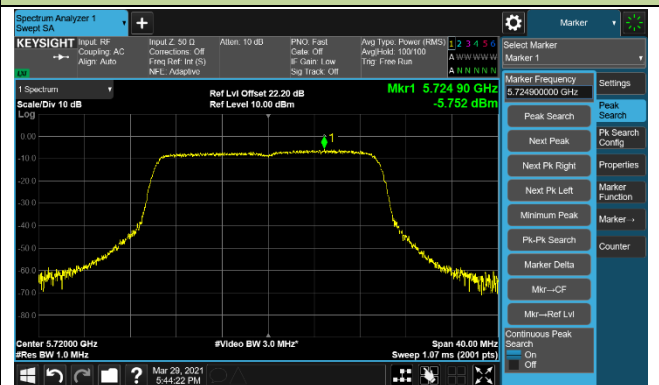 Spectrum Analyzer 1
Swept SA
Marker
KEYSIGHT
Input: RF
Coupling: AC
Align: Auto
Input Z: 50 Ω
Corrections: Off
Freq Ref: Int (S)
NFE: Adaptive
Atten: 10 dB
PNO: Fast
Gate: Off
IF Gain: Low
Sig Track: Off
Avg Type: Power (RMS)
Avg|Hold: 100/100
Trig: Free Run
1 2 3 4 5 6
A W W W W W
A N N N N N
LXI
Select Marker
Marker 1
1 Spectrum
Scale/Div 10 dB
Log
Ref Lvl Offset 22.20 dB
Ref Level 10.00 dBm
Mkr1 5.724 90 GHz
-5.752 dBm
1
0.00
-10.0
-20.0
-30.0
-40.0
-50.0
-60.0
-70.0
-80.0
Center 5.72000 GHz
#Res BW 1.0 MHz
#Video BW 3.0 MHz*
Span 40.00 MHz
Sweep 1.07 ms (2001 pts)
Marker Frequency
5.724900000 GHz
Peak Search
Next Peak
Next Pk Right
Next Pk Left
Minimum Peak
Pk-Pk Search
Marker Delta
Mkr→CF
Mkr→Ref Lvl
Continuous Peak
Search
On
Off
Settings
Peak
Search
Pk Search
Config
Properties
Marker
Function
Marker→
Counter
Mar 29, 2021
5:44:22 PM